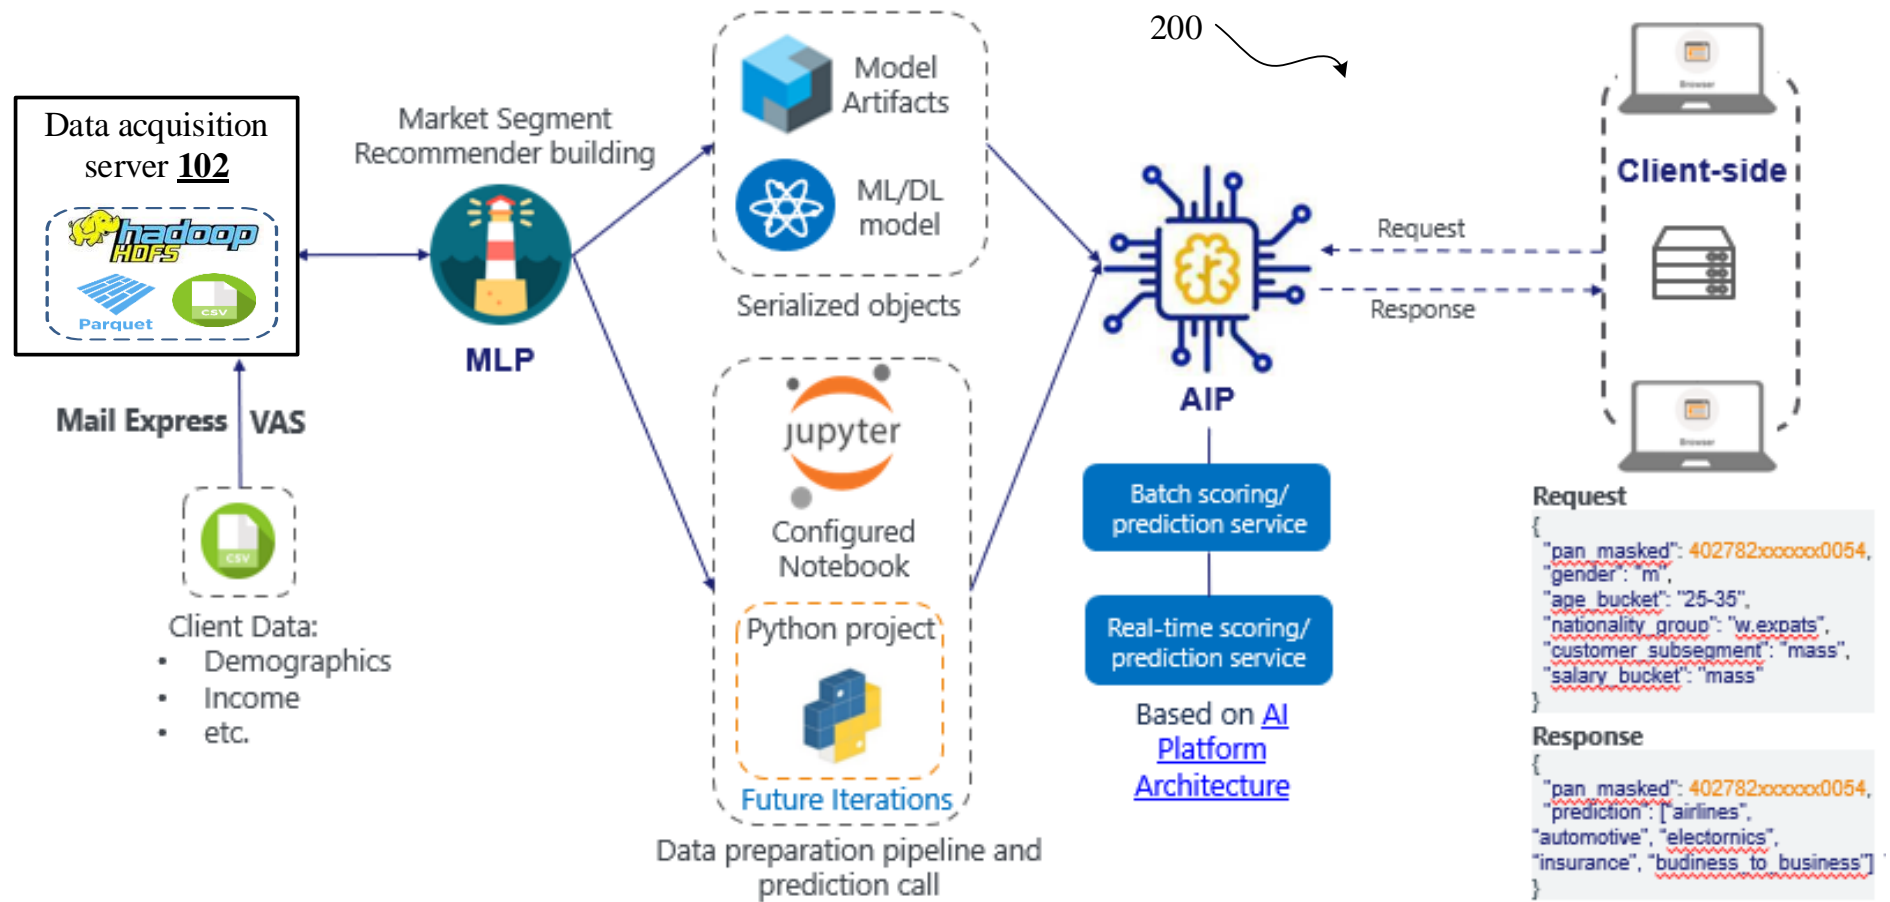 200
Data acquisition
server 102
hadoop
HDFS
Parquet
CSV
Mail Express
VAS
CSV
Client Data:
• Demographics
• Income
• etc.
Market Segment
Recommender building
MLP
Model
Artifacts
ML/DL
model
Serialized objects
jupyter
Configured
Notebook
Python project
Future Iterations
Data preparation pipeline and
prediction call
AIP
Batch scoring/
prediction service
Real-time scoring/
prediction service
Based on AI
Platform
Architecture
Request
Response
Browser
Client-side
Browser
Request
{
"pan_masked": 402782xxxxxx0054,
"gender": "m",
"age_bucket": "25-35",
"nationality_group": "w.expats",
"customer_subsegment": "mass",
"salary_bucket": "mass"
}
Response
{
"pan_masked": 402782xxxxxx0054,
"prediction": ["airlines",
"automotive", "electornics",
"insurance", "budiness_to_business"]
}